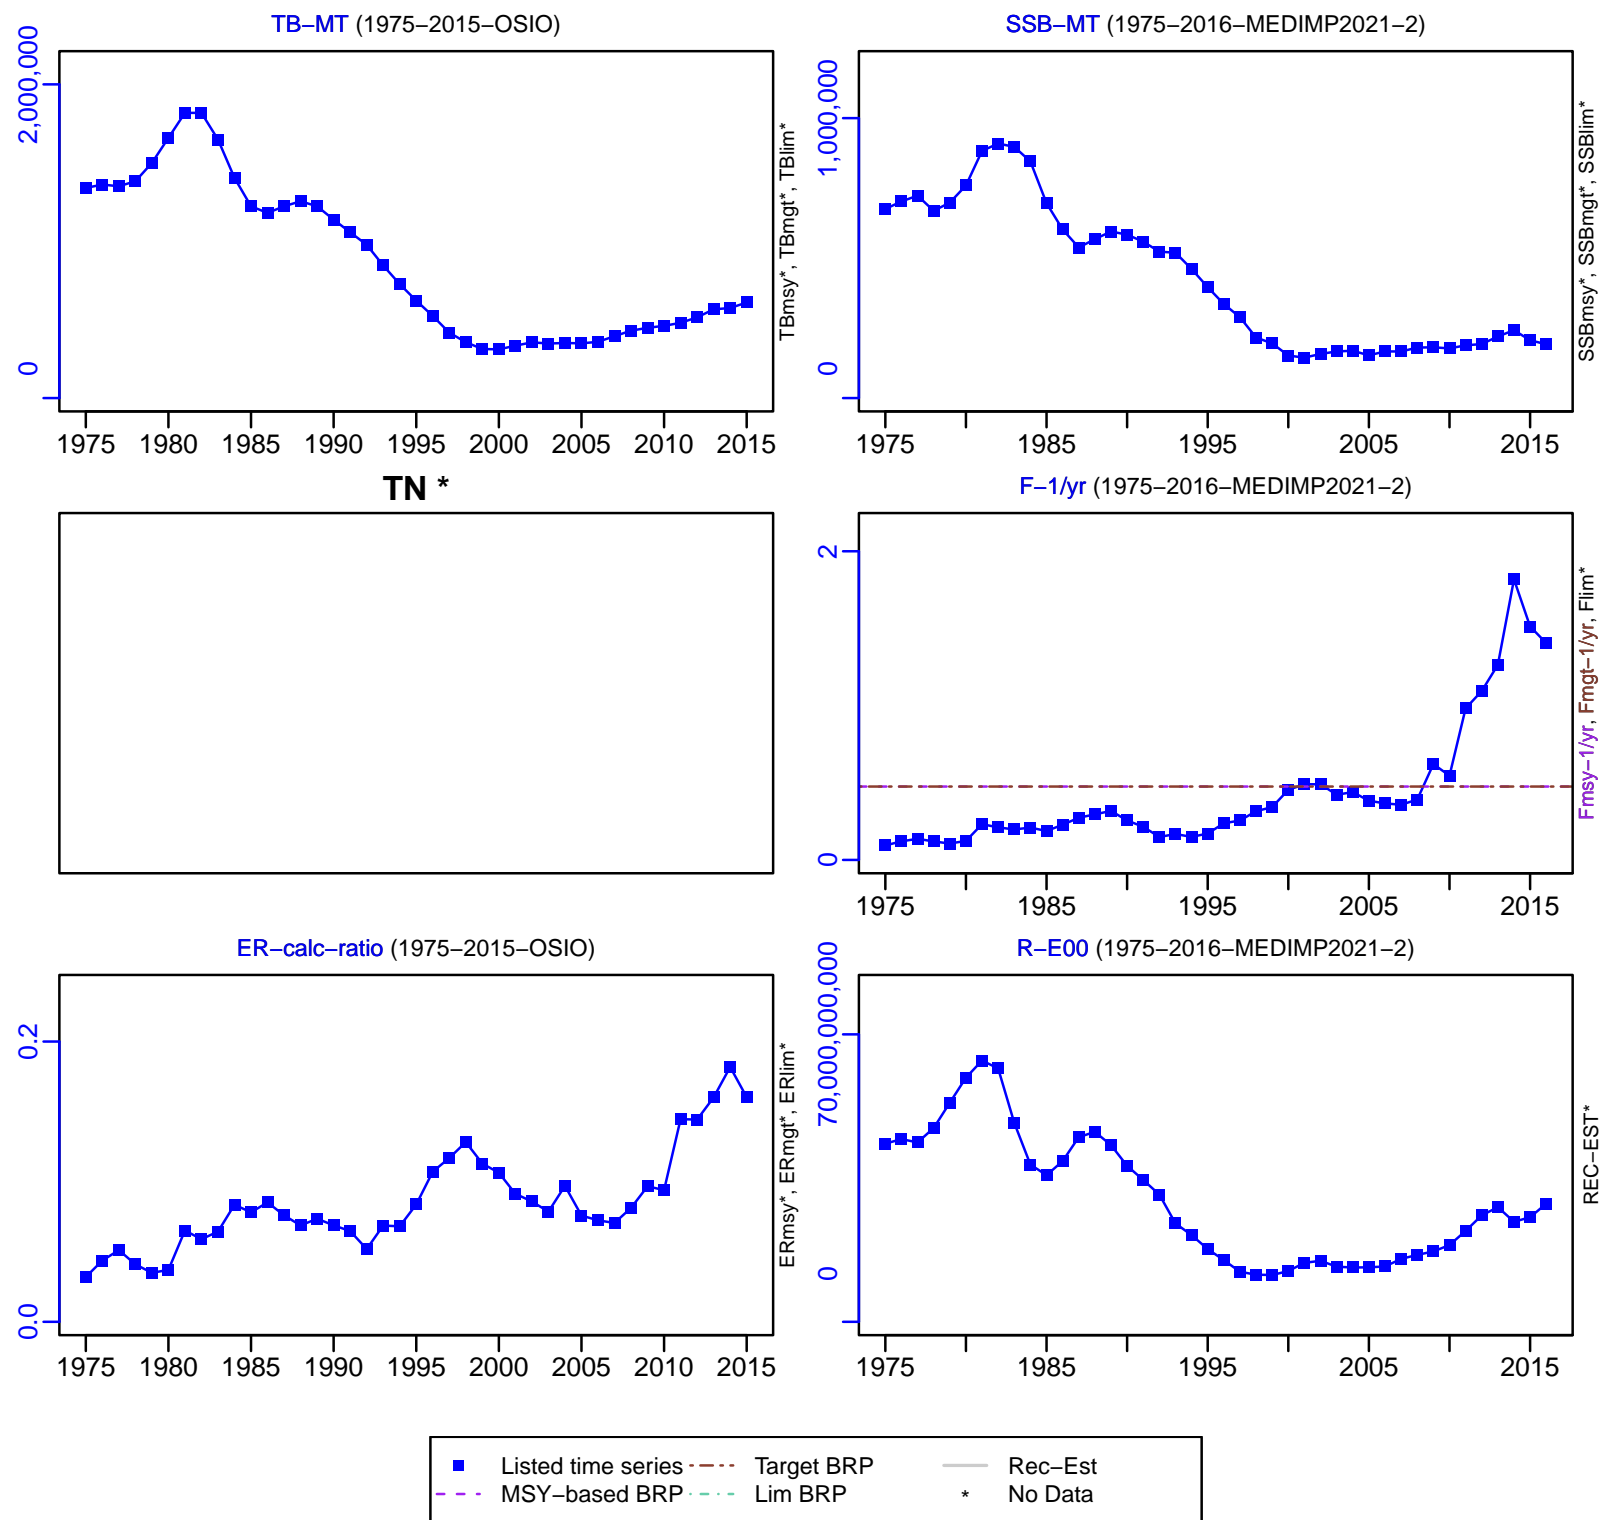 TB−MT (1975−2015−OSIO)
2,000,000
0
1975 1980 1985 1990 1995 2000 2005 2010 2015
TBmsy*, TBmgt*, TBlim*
SSB−MT (1975−2016−MEDIMP2021−2)
1,000,000
0
1975 1985 1995 2005 2015
SSBmsy*, SSBmgt*, SSBlim*
TN *
F−1/yr (1975−2016−MEDIMP2021−2)
2
0
1975 1985 1995 2005 2015
Fmsy−1/yr, Fmgt−1/yr, Flim*
ER−calc−ratio (1975−2015−OSIO)
0.2
0.0
1975 1980 1985 1990 1995 2000 2005 2010 2015
ERmsy*, ERmgt*, ERlim*
R−E00 (1975−2016−MEDIMP2021−2)
70,000,000,000
0
1975 1985 1995 2005 2015
REC−EST*
Listed time series Target BRP Rec−Est
MSY−based BRP Lim BRP * No Data